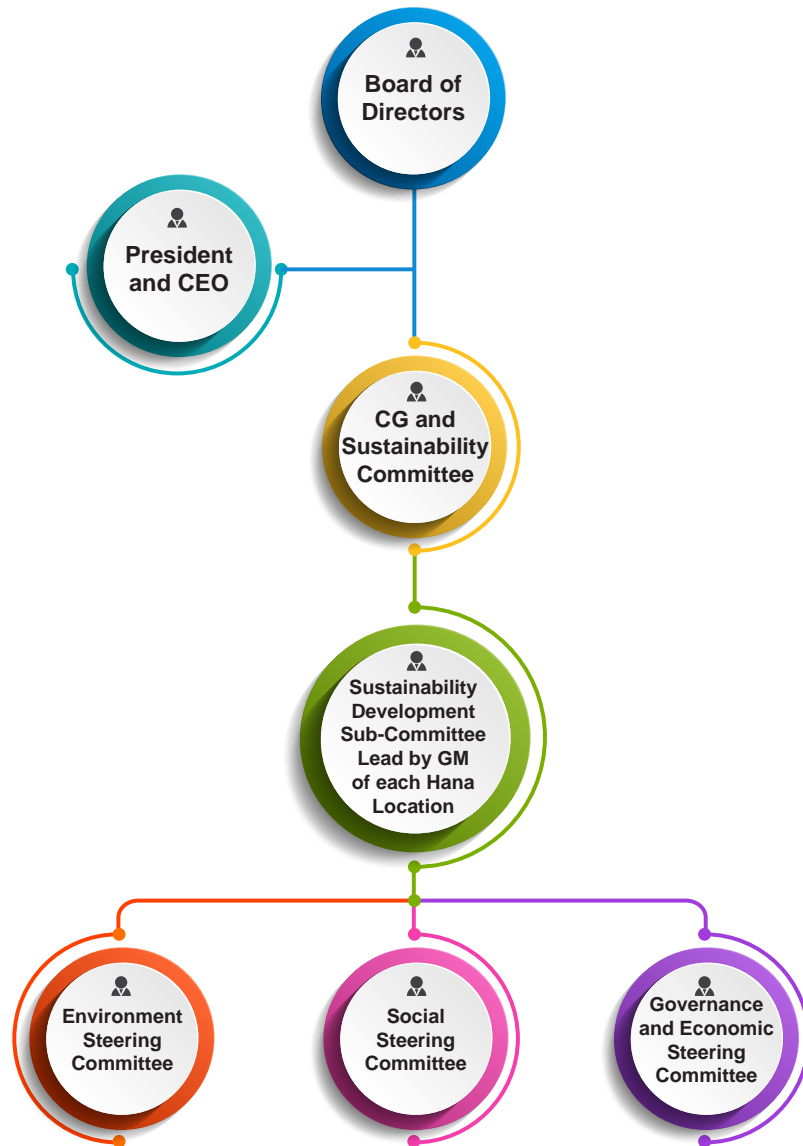 Board of
Directors
President
and CEO
CG and
Sustainability
Committee
Sustainability
Development
Sub-Committee
Lead by GM
of each Hana
Location
Environment
Steering
Committee
Social
Steering
Committee
Governance
and Economic
Steering
Committee